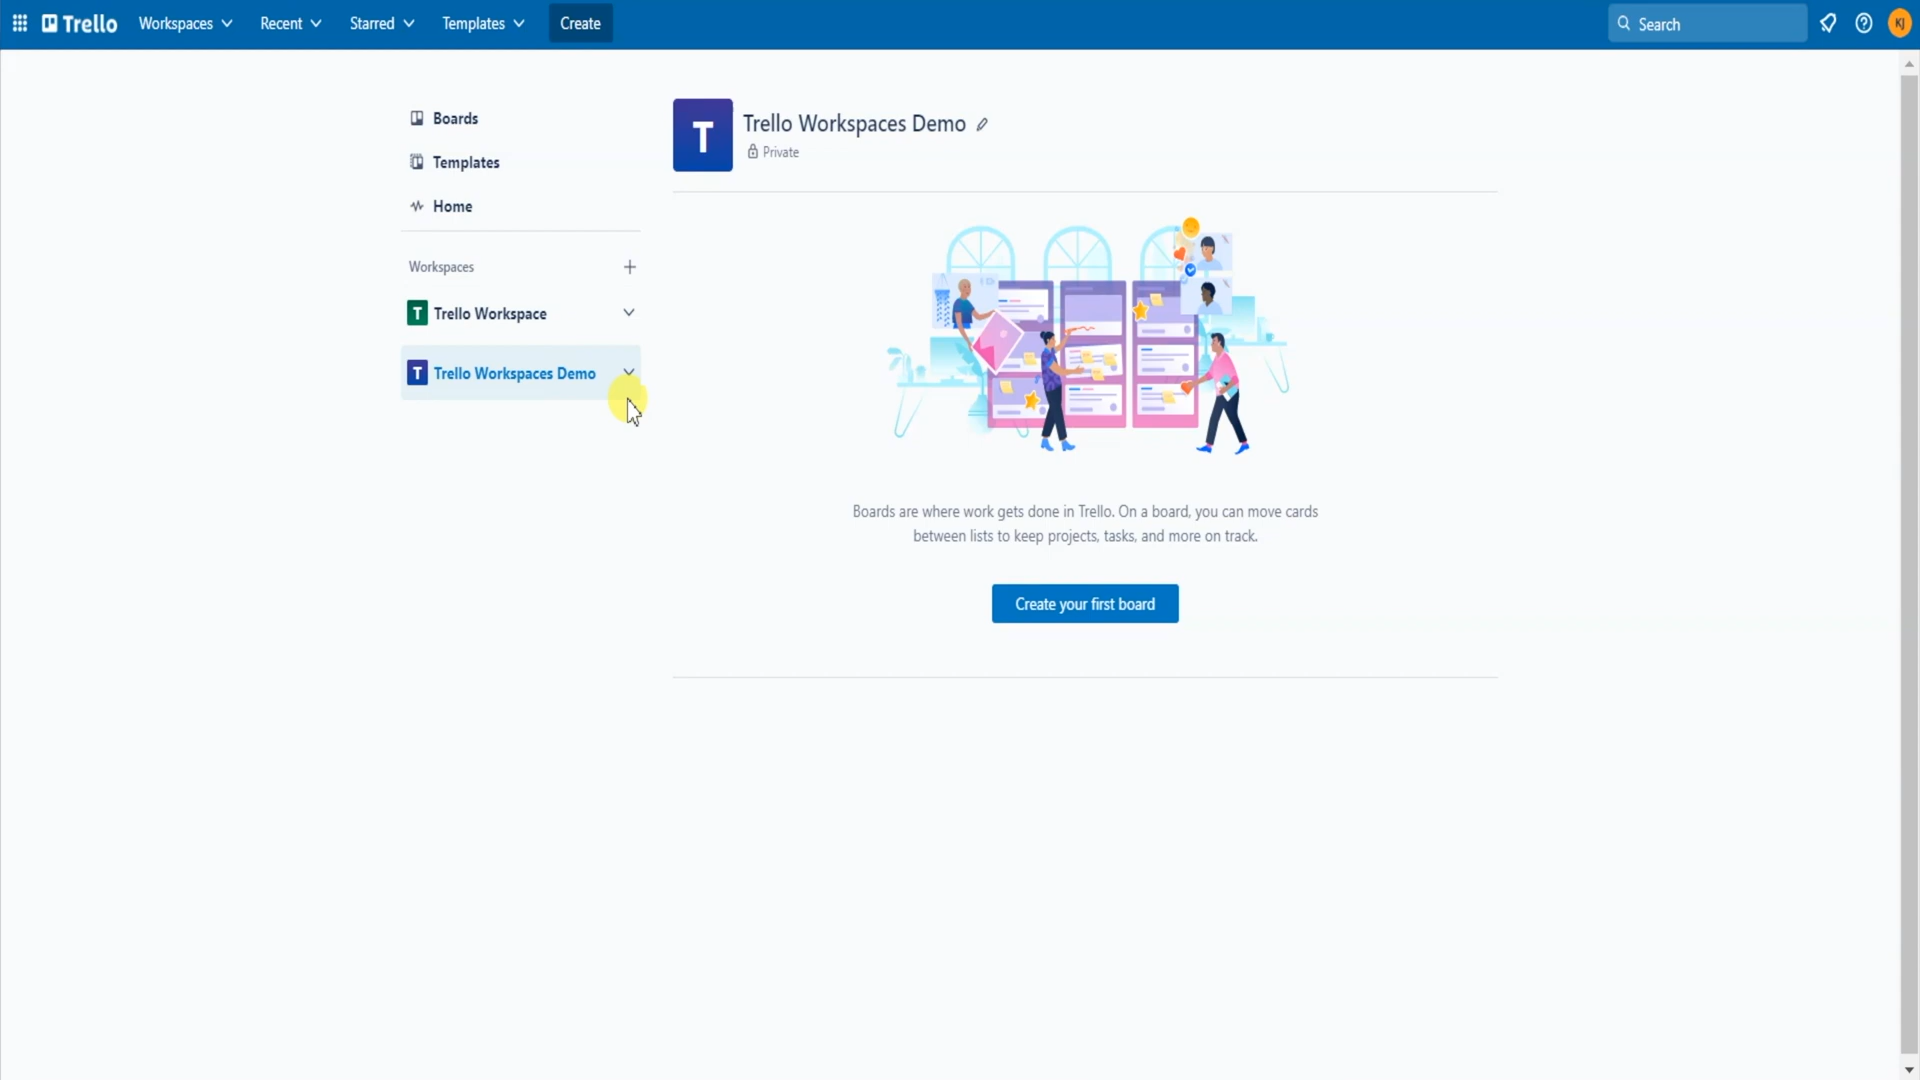 Trello Workspaces Recent Starred Templates Create Search KJ
Boards
Templates
Home
Workspaces
T Trello Workspace
T Trello Workspaces Demo
T Trello Workspaces Demo
Private
Boards are where work gets done in Trello. On a board, you can move cards
between lists to keep projects, tasks, and more on track.
Create your first board